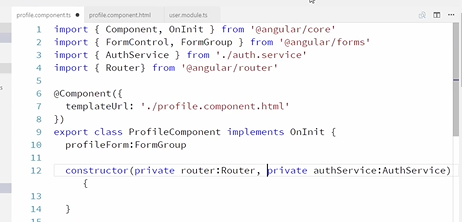 profile.component.ts ● profile.component.html user.module.ts
1 import { Component, OnInit } from '@angular/core'
2 import { FormControl, FormGroup } from '@angular/forms'
3 import { AuthService } from './auth.service'
4 import { Router} from '@angular/router'
5
6 @Component({
7 templateUrl: './profile.component.html'
8 })
9 export class ProfileComponent implements OnInit {
10 profileForm:FormGroup
11
12 constructor(private router:Router, private authService:AuthService)
{
13
14 }
15